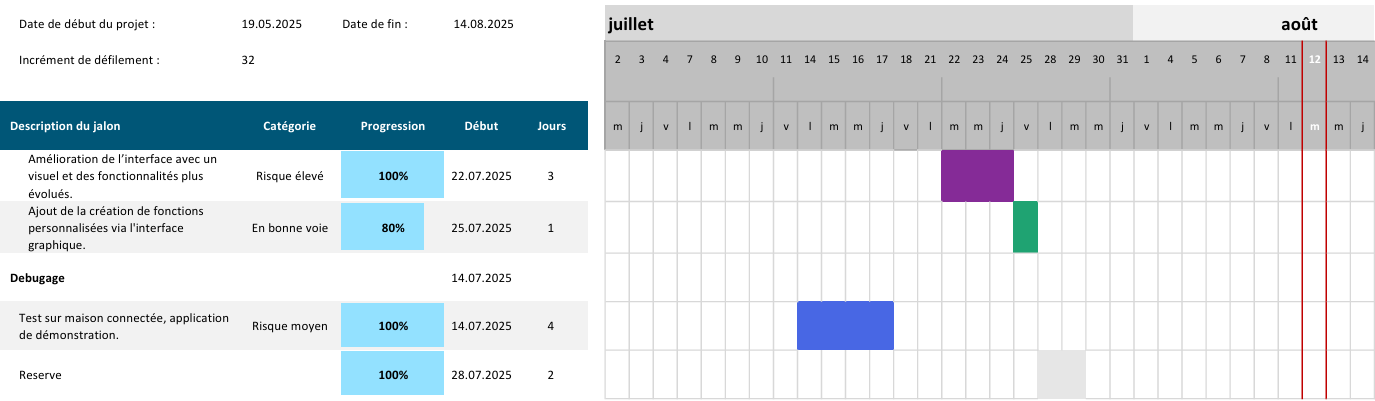 Date de début du projet : 19.05.2025 Date de fin : 14.08.2025
juillet août
Incrément de défilement : 32
2 3 4 7 8 9 10 11 14 15 16 17 18 21 22 23 24 25 28 29 30 31 1 4 5 6 7 8 11 12 13 14
Description du jalon Catégorie Progression Début Jours
m j v l m m j v l m m j v l m m j v l m m j v l m m j v l m m j
Amélioration de l’interface avec un
visuel et des fonctionnalités plus
évolués.
Risque élevé 100% 22.07.2025 3
Ajout de la création de fonctions
personnalisées via l'interface
graphique.
En bonne voie 80% 25.07.2025 1
Debugage 14.07.2025
Test sur maison connectée, application
de démonstration.
Risque moyen 100% 14.07.2025 4
Reserve 100% 28.07.2025 2